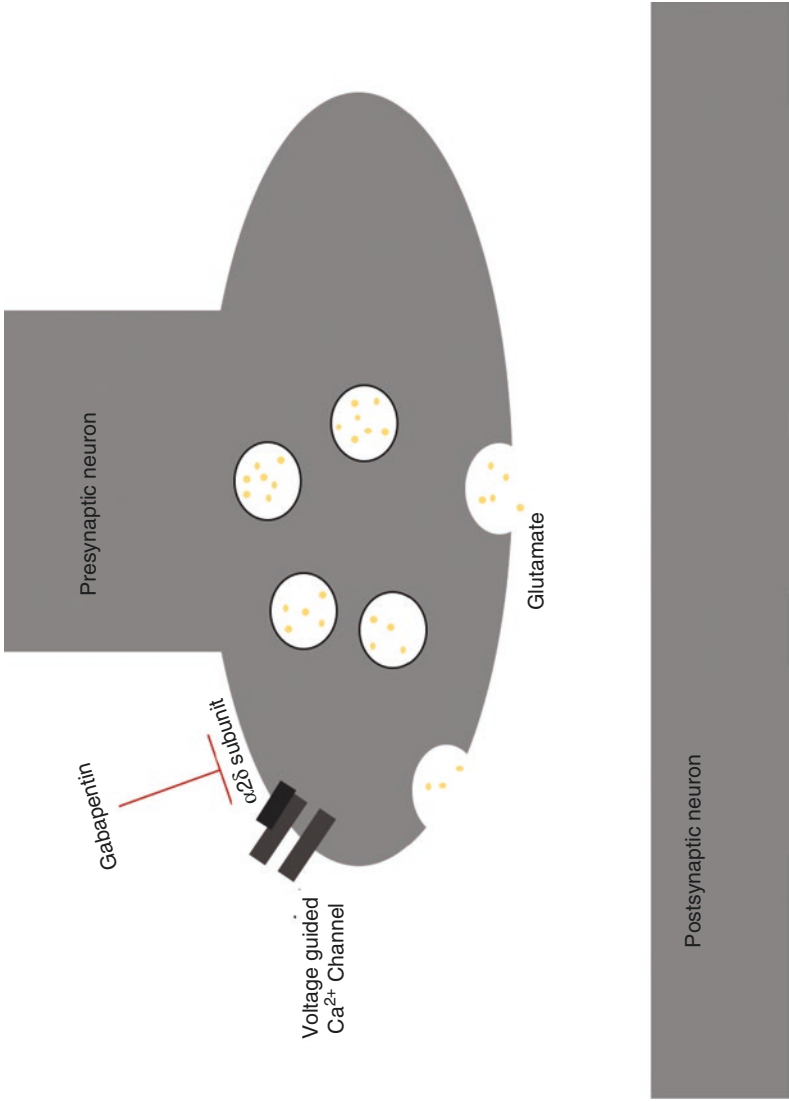 Presynaptic neuron
Gabapentin
α2δ subunit
Voltage guided
Ca²⁺ Channel
Glutamate
Postsynaptic neuron